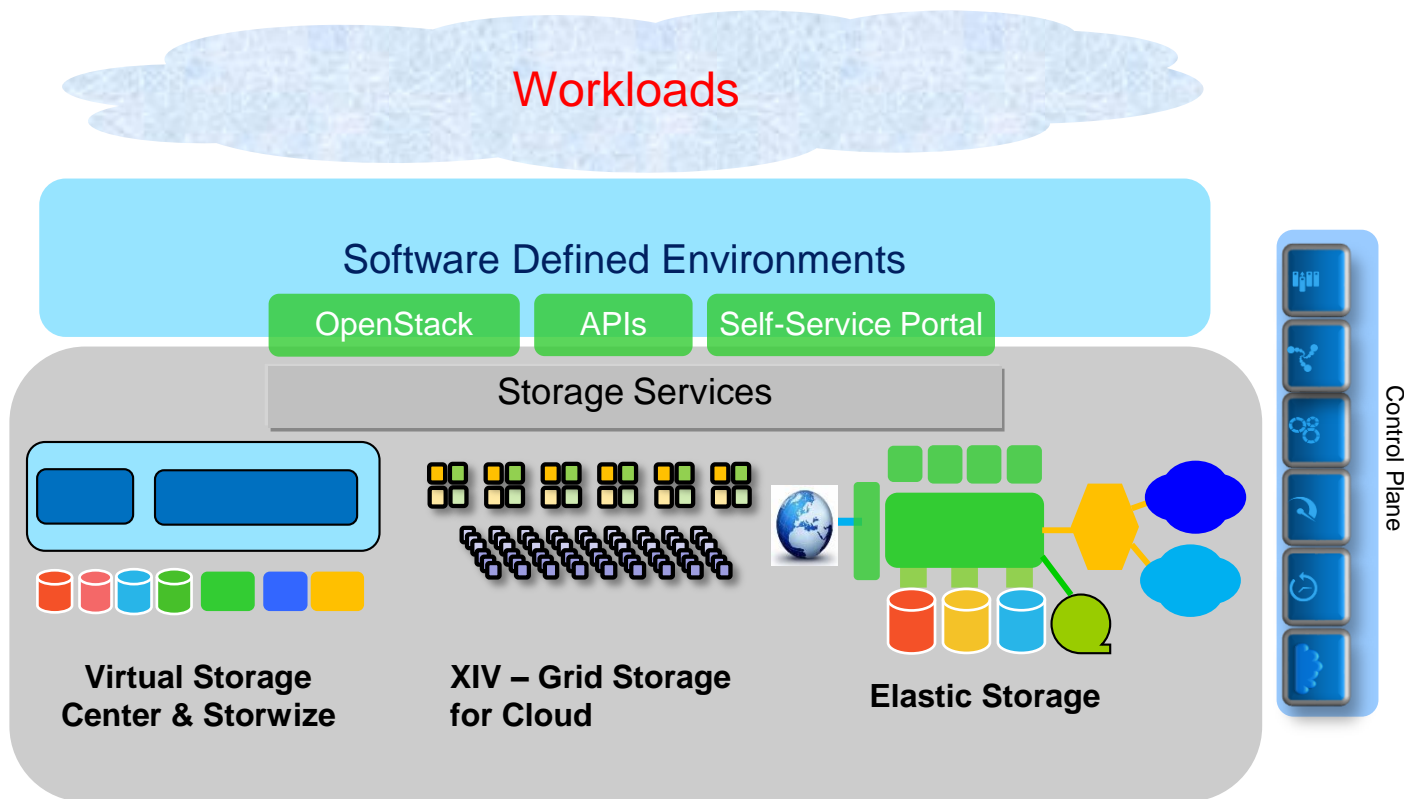 Workloads
Software Defined Environments
OpenStack
APIs
Self-Service Portal
Storage Services
Virtual Storage
Center & Storwize
XIV – Grid Storage
for Cloud
Elastic Storage
Control Plane